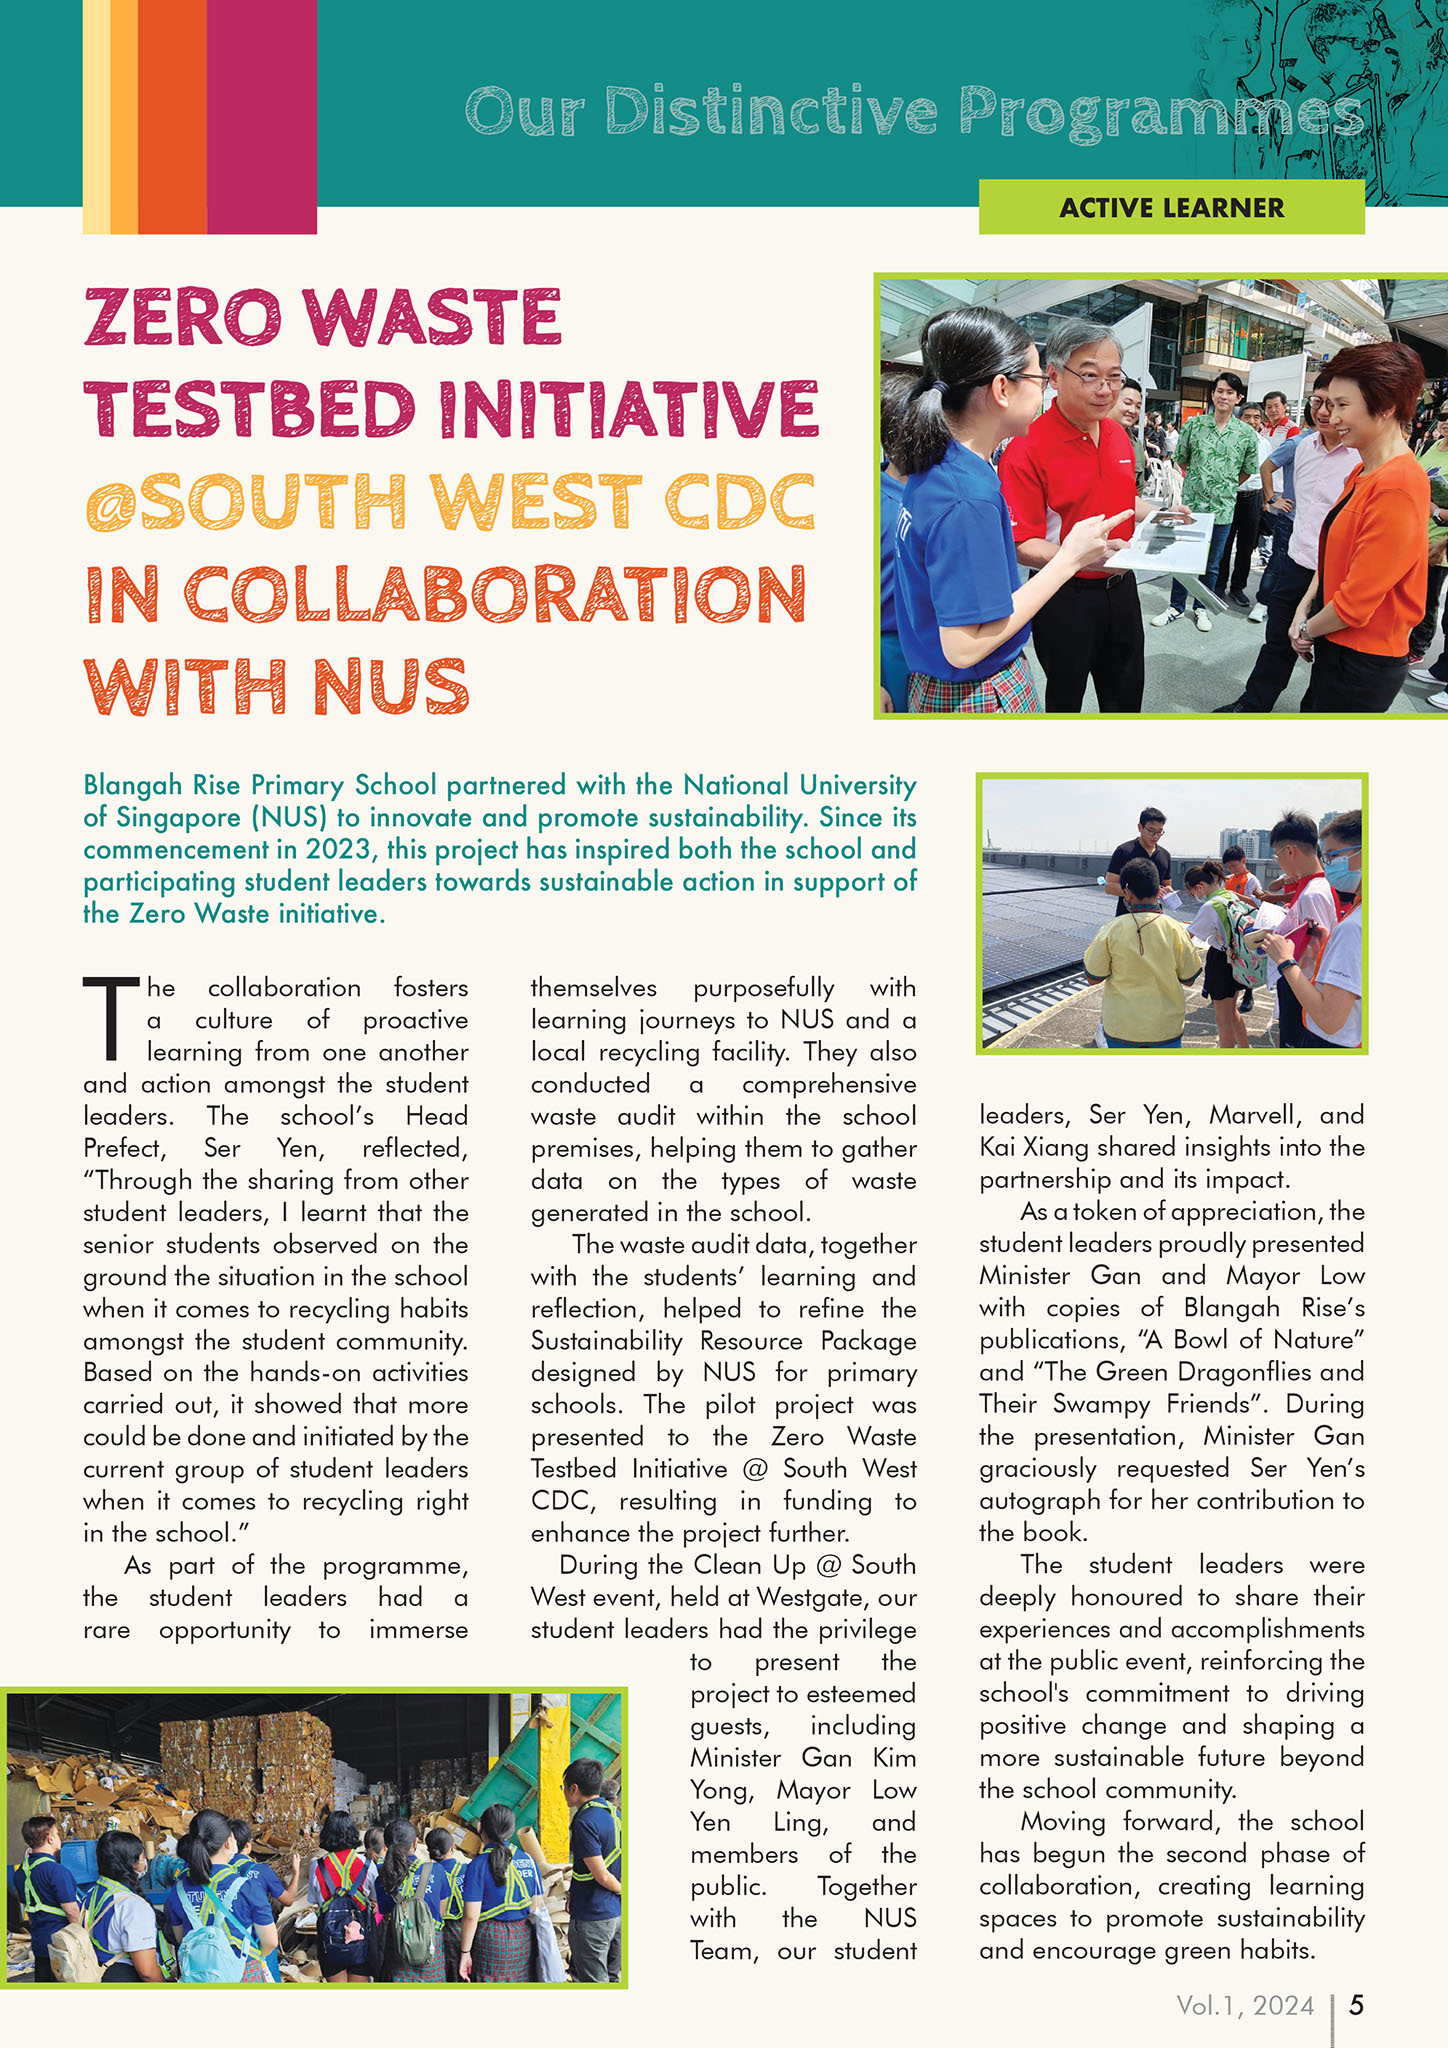 Our Distinctive Programmes
ACTIVE LEARNER
ZERO WASTE
TESTBED INITIATIVE
@SOUTH WEST CDC
IN COLLABORATION
WITH NUS
Blangah Rise Primary School partnered with the National University
of Singapore (NUS) to innovate and promote sustainability. Since its
commencement in 2023, this project has inspired both the school and
participating student leaders towards sustainable action in support of
the Zero Waste initiative.
The collaboration fosters
a culture of proactive
learning from one another
and action amongst the student
leaders. The school’s Head
Prefect, Ser Yen, reflected,
“Through the sharing from other
student leaders, I learnt that the
senior students observed on the
ground the situation in the school
when it comes to recycling habits
amongst the student community.
Based on the hands-on activities
carried out, it showed that more
could be done and initiated by the
current group of student leaders
when it comes to recycling right
in the school.”
As part of the programme,
the student leaders had a
rare opportunity to immerse
themselves purposefully with
learning journeys to NUS and a
local recycling facility. They also
conducted a comprehensive
waste audit within the school
premises, helping them to gather
data on the types of waste
generated in the school.
The waste audit data, together
with the students’ learning and
reflection, helped to refine the
Sustainability Resource Package
designed by NUS for primary
schools. The pilot project was
presented to the Zero Waste
Testbed Initiative @ South West
CDC, resulting in funding to
enhance the project further.
During the Clean Up @ South
West event, held at Westgate, our
student leaders had the privilege
to present the
project to esteemed
guests, including
Minister Gan Kim
Yong, Mayor Low
Yen Ling, and
members of the
public. Together
with the NUS
Team, our student
leaders, Ser Yen, Marvell, and
Kai Xiang shared insights into the
partnership and its impact.
As a token of appreciation, the
student leaders proudly presented
Minister Gan and Mayor Low
with copies of Blangah Rise’s
publications, “A Bowl of Nature”
and “The Green Dragonflies and
Their Swampy Friends”. During
the presentation, Minister Gan
graciously requested Ser Yen’s
autograph for her contribution to
the book.
The student leaders were
deeply honoured to share their
experiences and accomplishments
at the public event, reinforcing the
school's commitment to driving
positive change and shaping a
more sustainable future beyond
the school community.
Moving forward, the school
has begun the second phase of
collaboration, creating learning
spaces to promote sustainability
and encourage green habits.
Vol.1, 2024 5